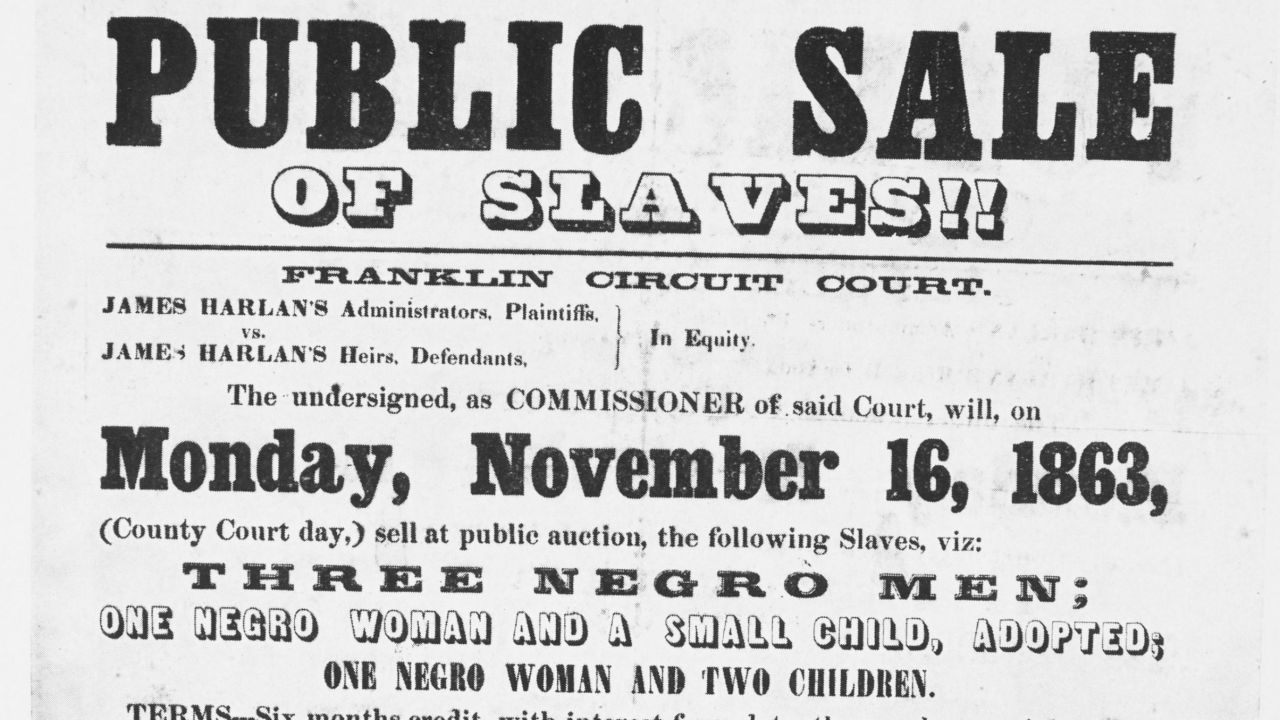 PUBLIC SALE
OF SLAVES!!
FRANKLIN CIRCUIT COURT.
JAMES HARLAN'S Administrators, Plaintiffs,
vs.
JAMES HARLAN'S Heirs, Defendants,
In Equity.
The undersigned, as COMMISSIONER of said Court, will, on
Monday, November 16, 1863,
(County Court day,) sell at public auction, the following Slaves, viz:
THREE NEGRO MEN;
ONE NEGRO WOMAN AND A SMALL CHILD, ADOPTED;
ONE NEGRO WOMAN AND TWO CHILDREN.
TERMS—Six months credit, with interest from date, the